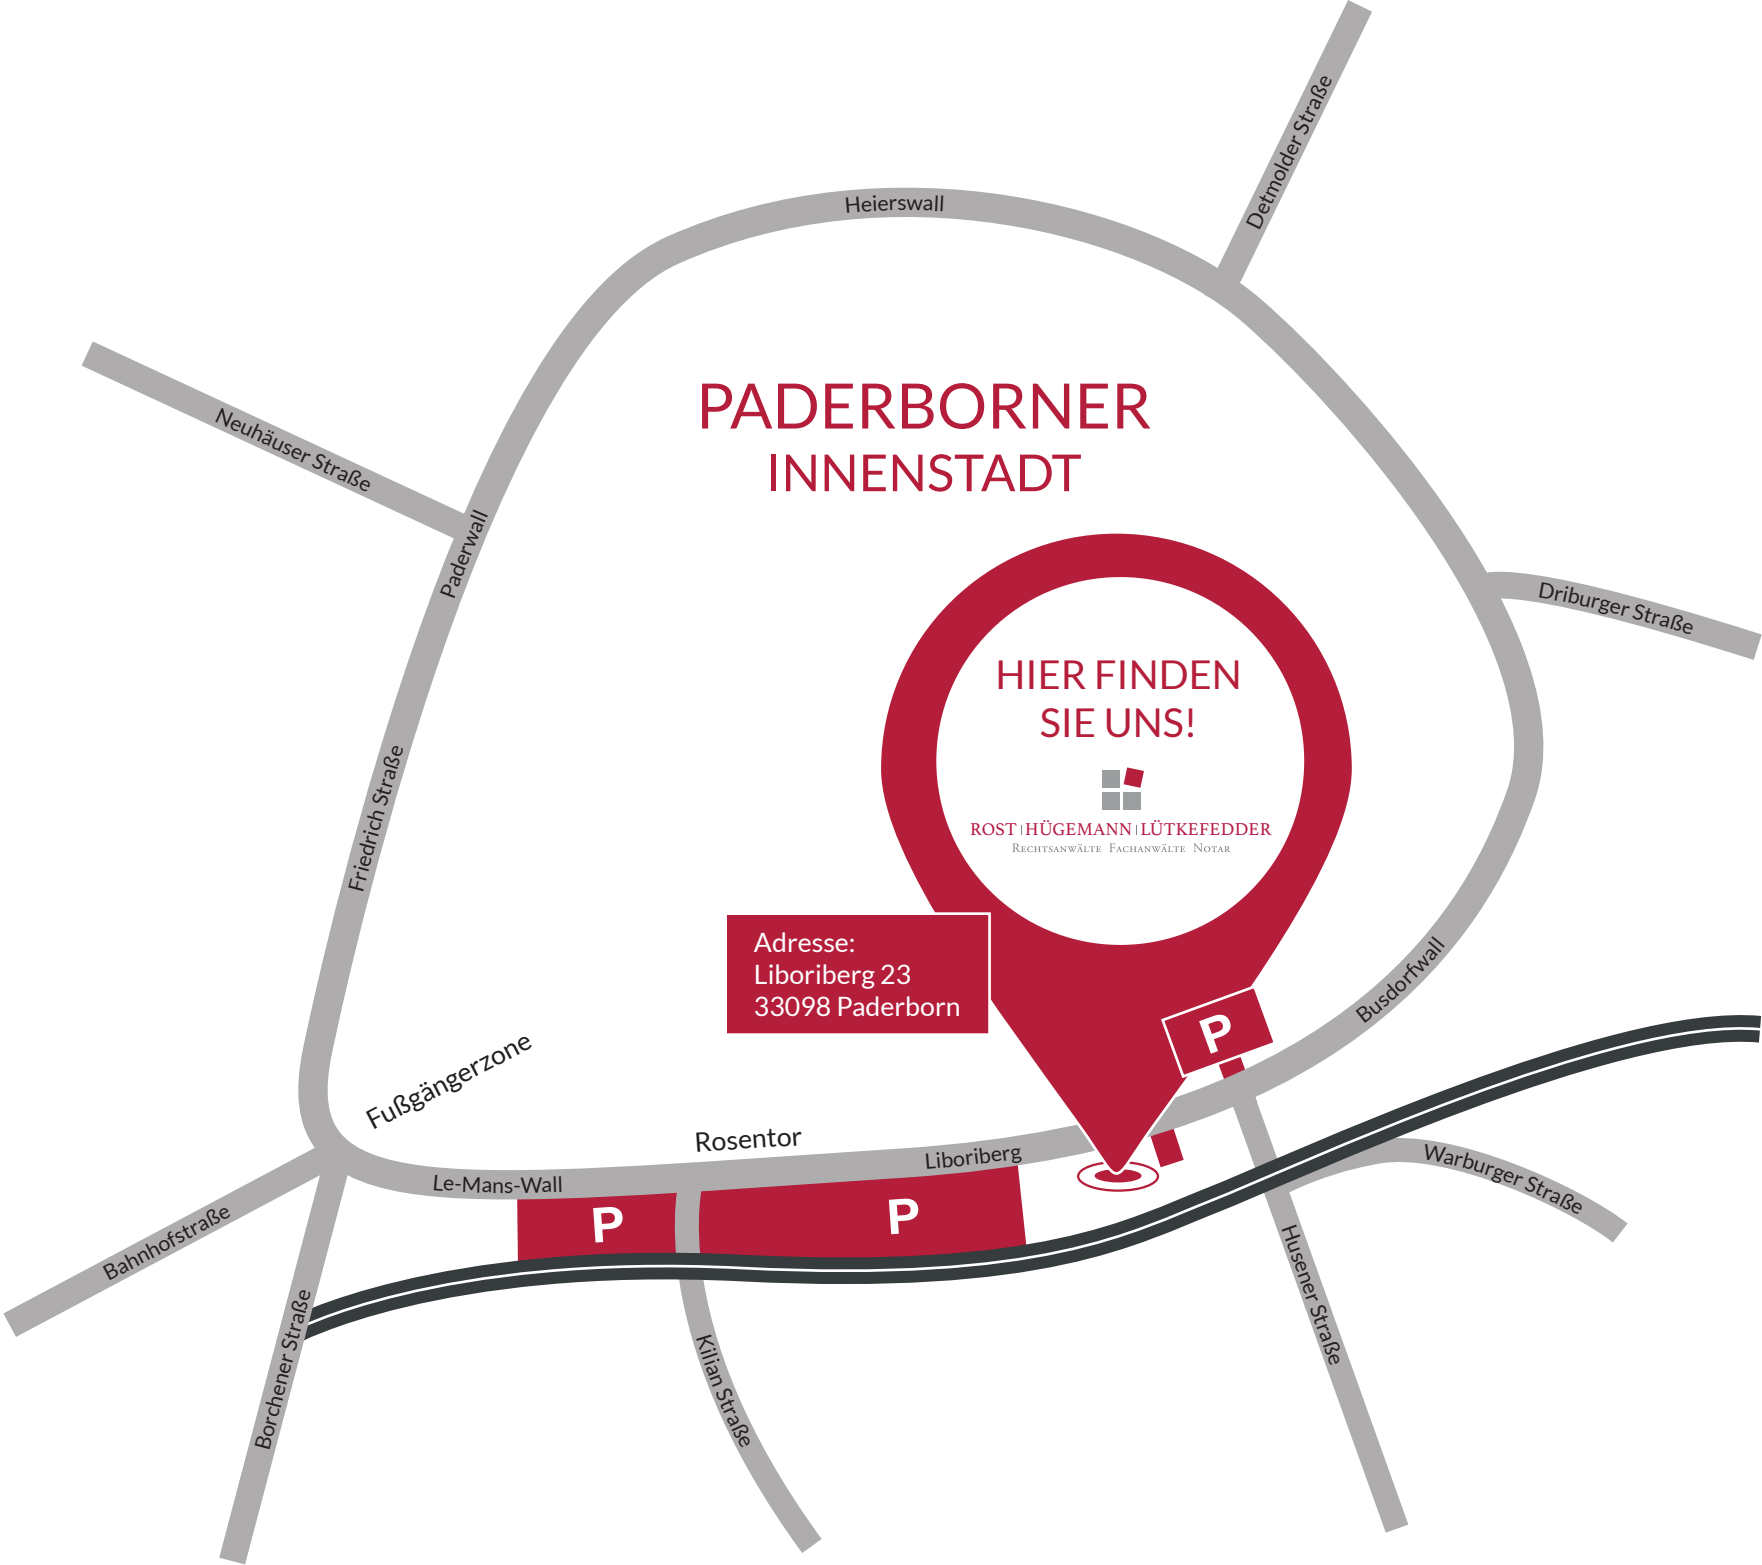 Detmolder Straße
Heierswall
PADERBORNER
INNENSTADT
Neuhäuser Straße
Paderwall
Driburger Straße
HIER FINDEN
SIE UNS!
ROST | HÜGEMANN | LÜTKEFEDDER
RECHTSANWÄLTE FACHANWÄLTE NOTAR
Friedrich Straße
Adresse:
Liboriberg 23
33098 Paderborn
Busdorfwall
P
Fußgängerzone
Rosentor
Liboriberg
Le-Mans-Wall
P
P
Warburger Straße
Bahnhofstraße
Husener Straße
Borchener Straße
Kilian Straße